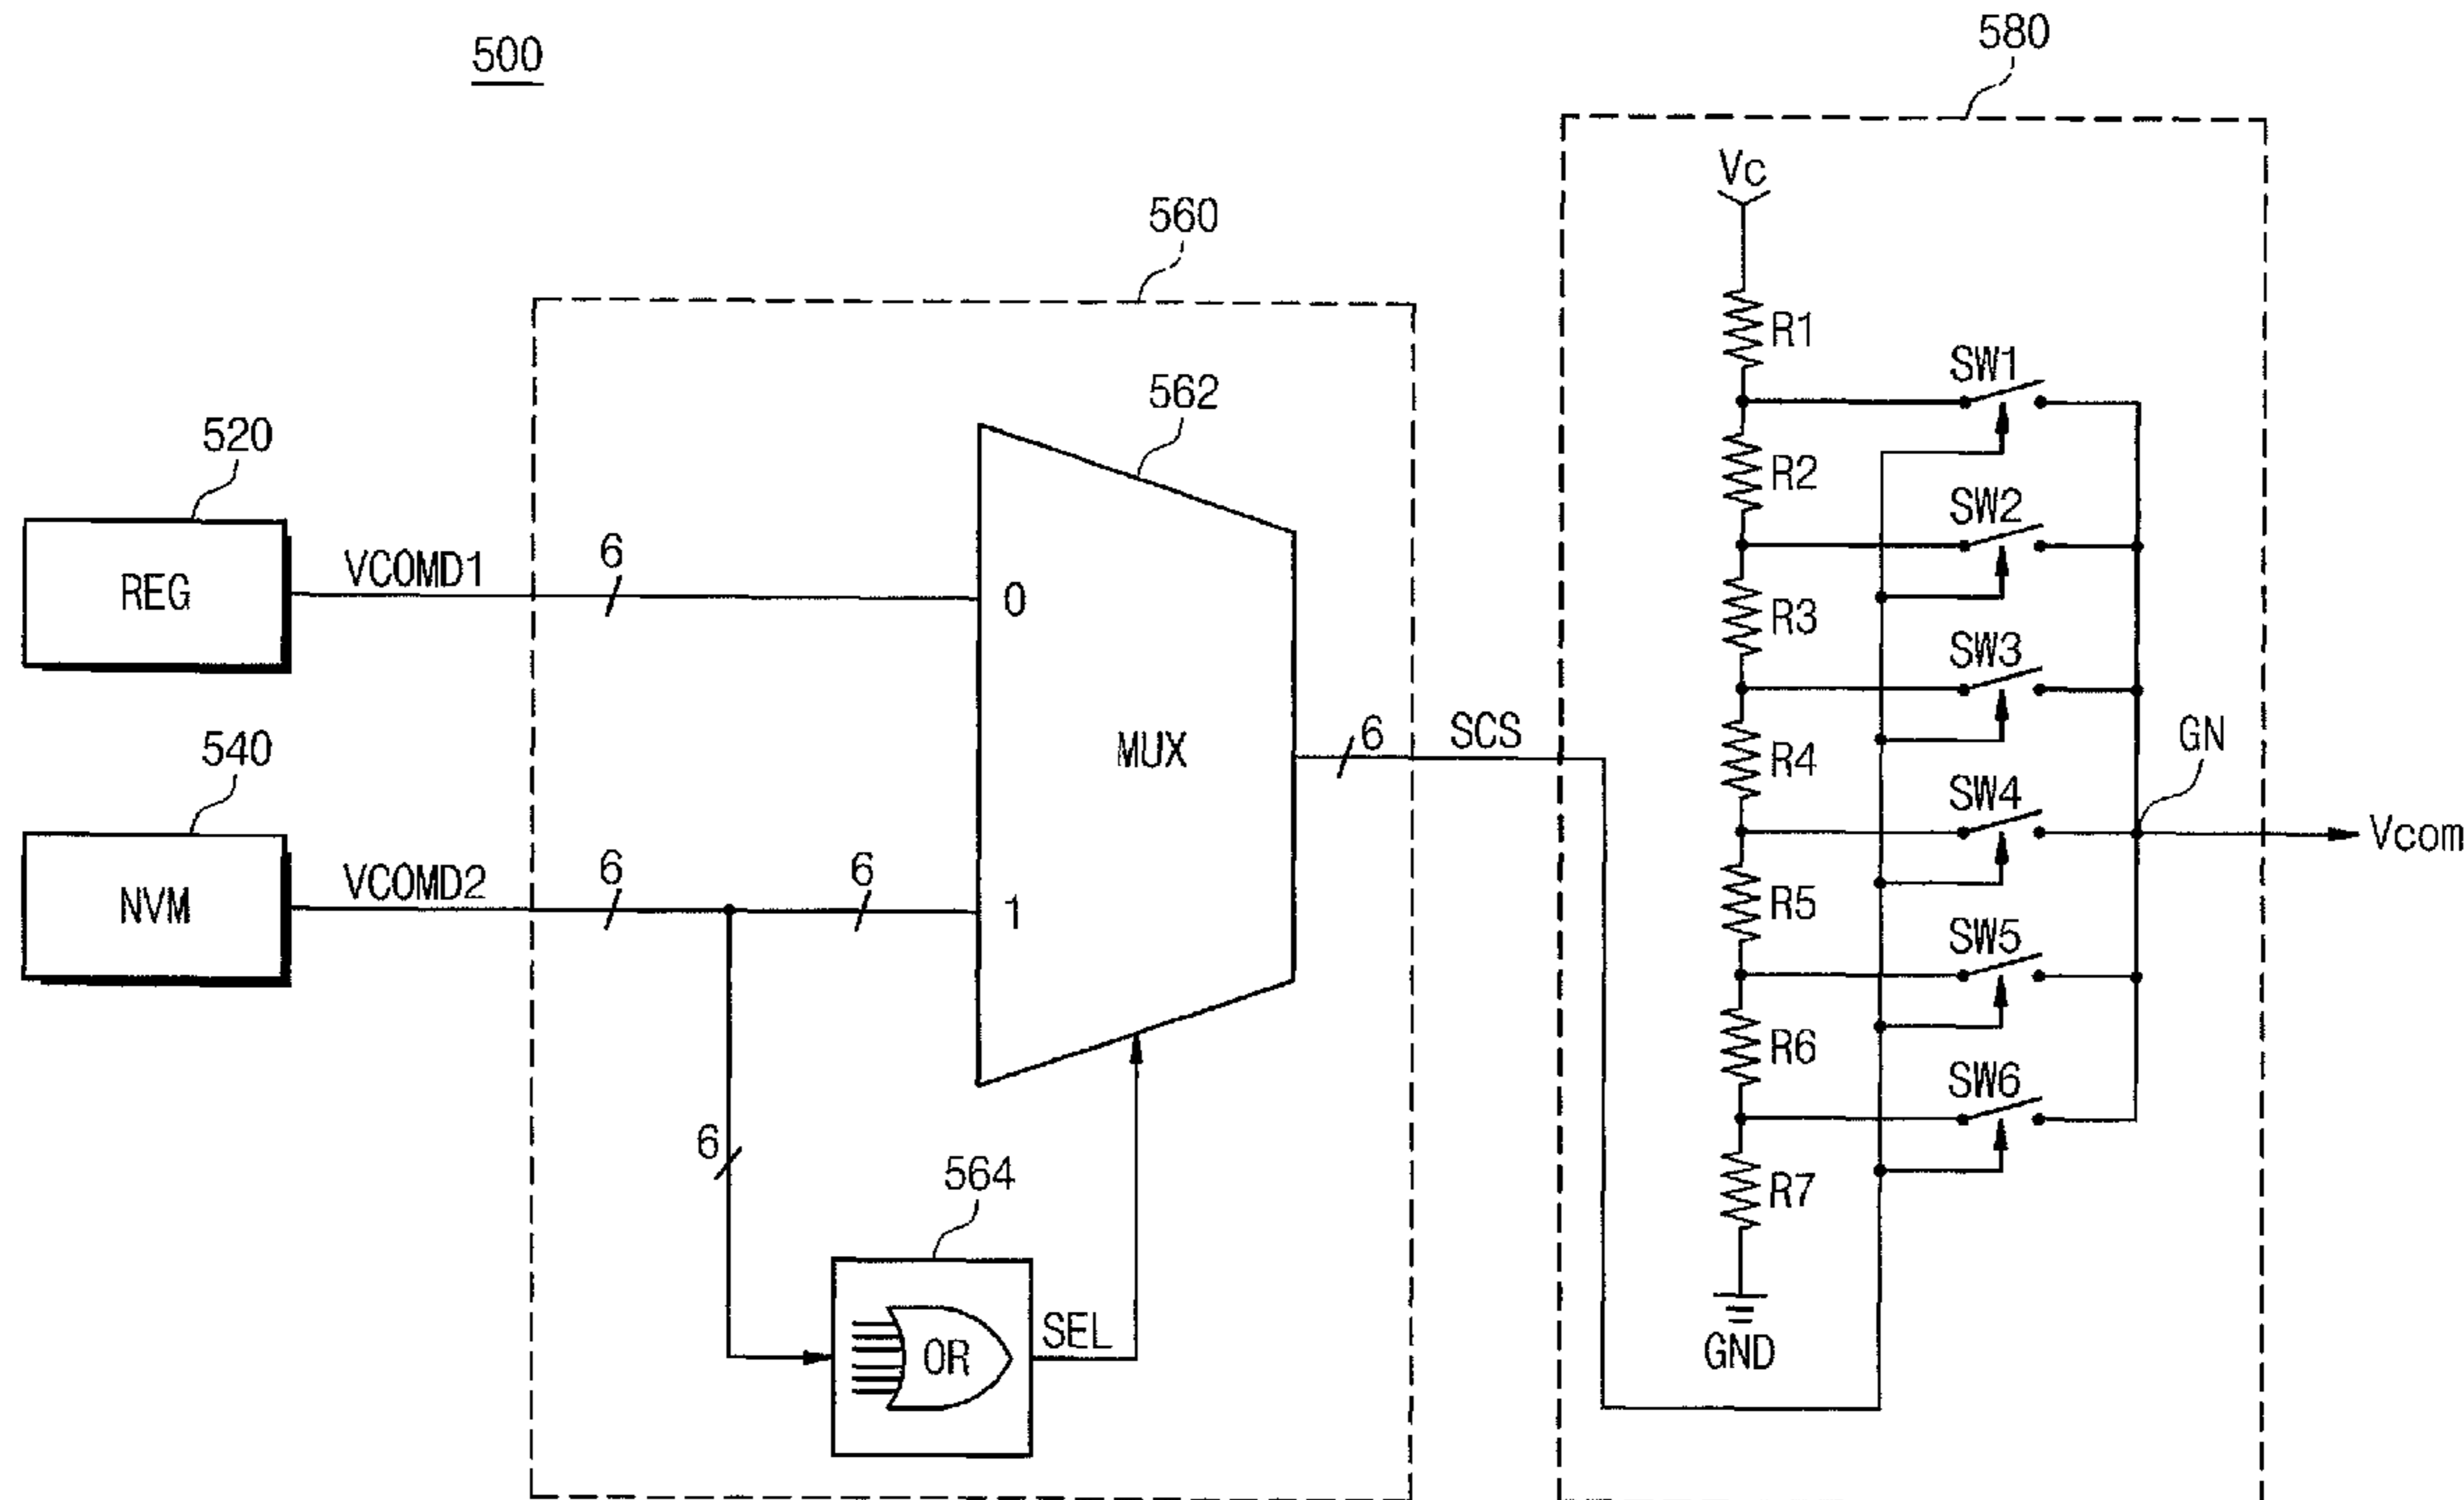 500
580
560
562
520
540
REG
VCOMD1
6
0
NVM
VCOMD2
6
6
1
MUX
6
SCS
6
564
OR
SEL
Vc
R1
R2
R3
R4
R5
R6
R7
GND
SW1
SW2
SW3
SW4
SW5
SW6
GN
Vcom